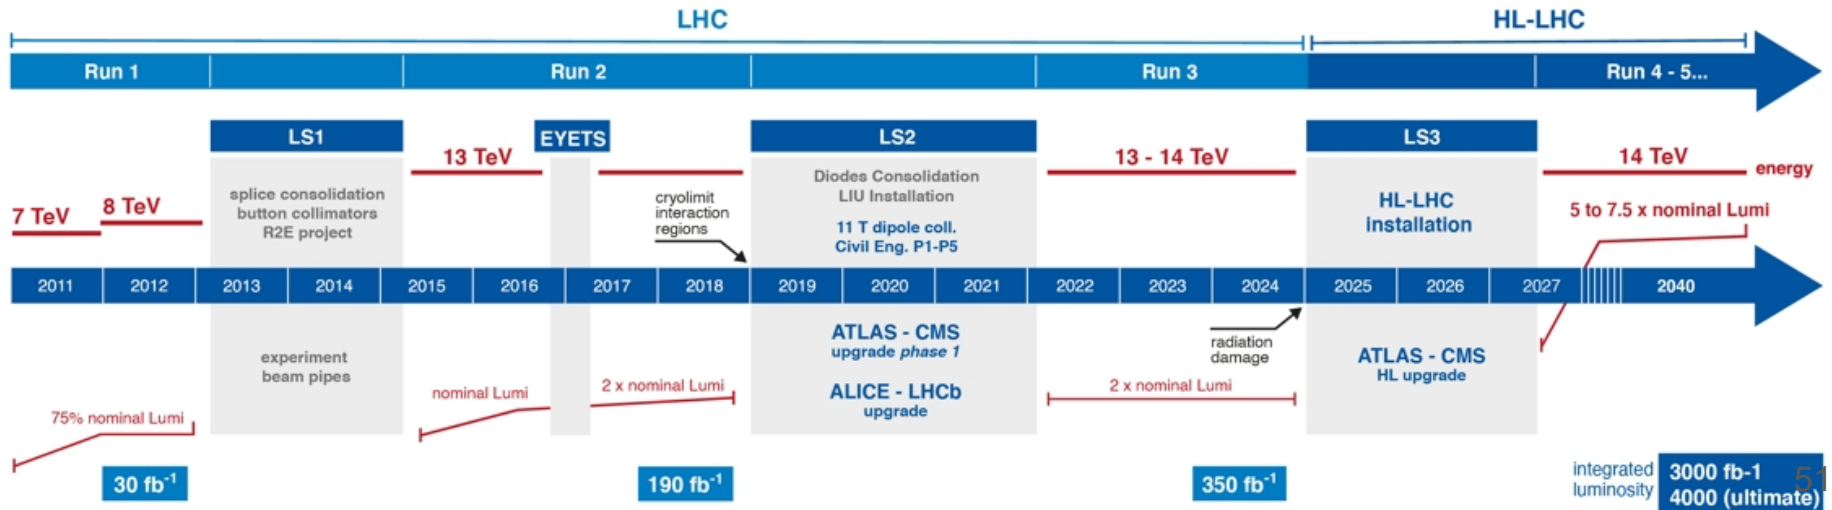 LHC
HL-LHC
Run 1
Run 2
Run 3
Run 4 - 5...
LS1
EYETS
LS2
LS3
13 TeV
13 - 14 TeV
14 TeV
energy
7 TeV
8 TeV
splice consolidation
button collimators
R2E project
cryolimit
interaction
regions
Diodes Consolidation
LIU Installation
11 T dipole coll.
Civil Eng. P1-P5
HL-LHC
installation
5 to 7.5 x nominal Lumi
2011
2012
2013
2014
2015
2016
2017
2018
2019
2020
2021
2022
2023
2024
2025
2026
2027
2040
experiment
beam pipes
ATLAS - CMS
upgrade phase 1
ALICE - LHCb
upgrade
radiation
damage
ATLAS - CMS
HL upgrade
75% nominal Lumi
nominal Lumi
2 x nominal Lumi
2 x nominal Lumi
30 fb⁻¹
190 fb⁻¹
350 fb⁻¹
integrated
luminosity
3000 fb-1
4000 (ultimate)
51